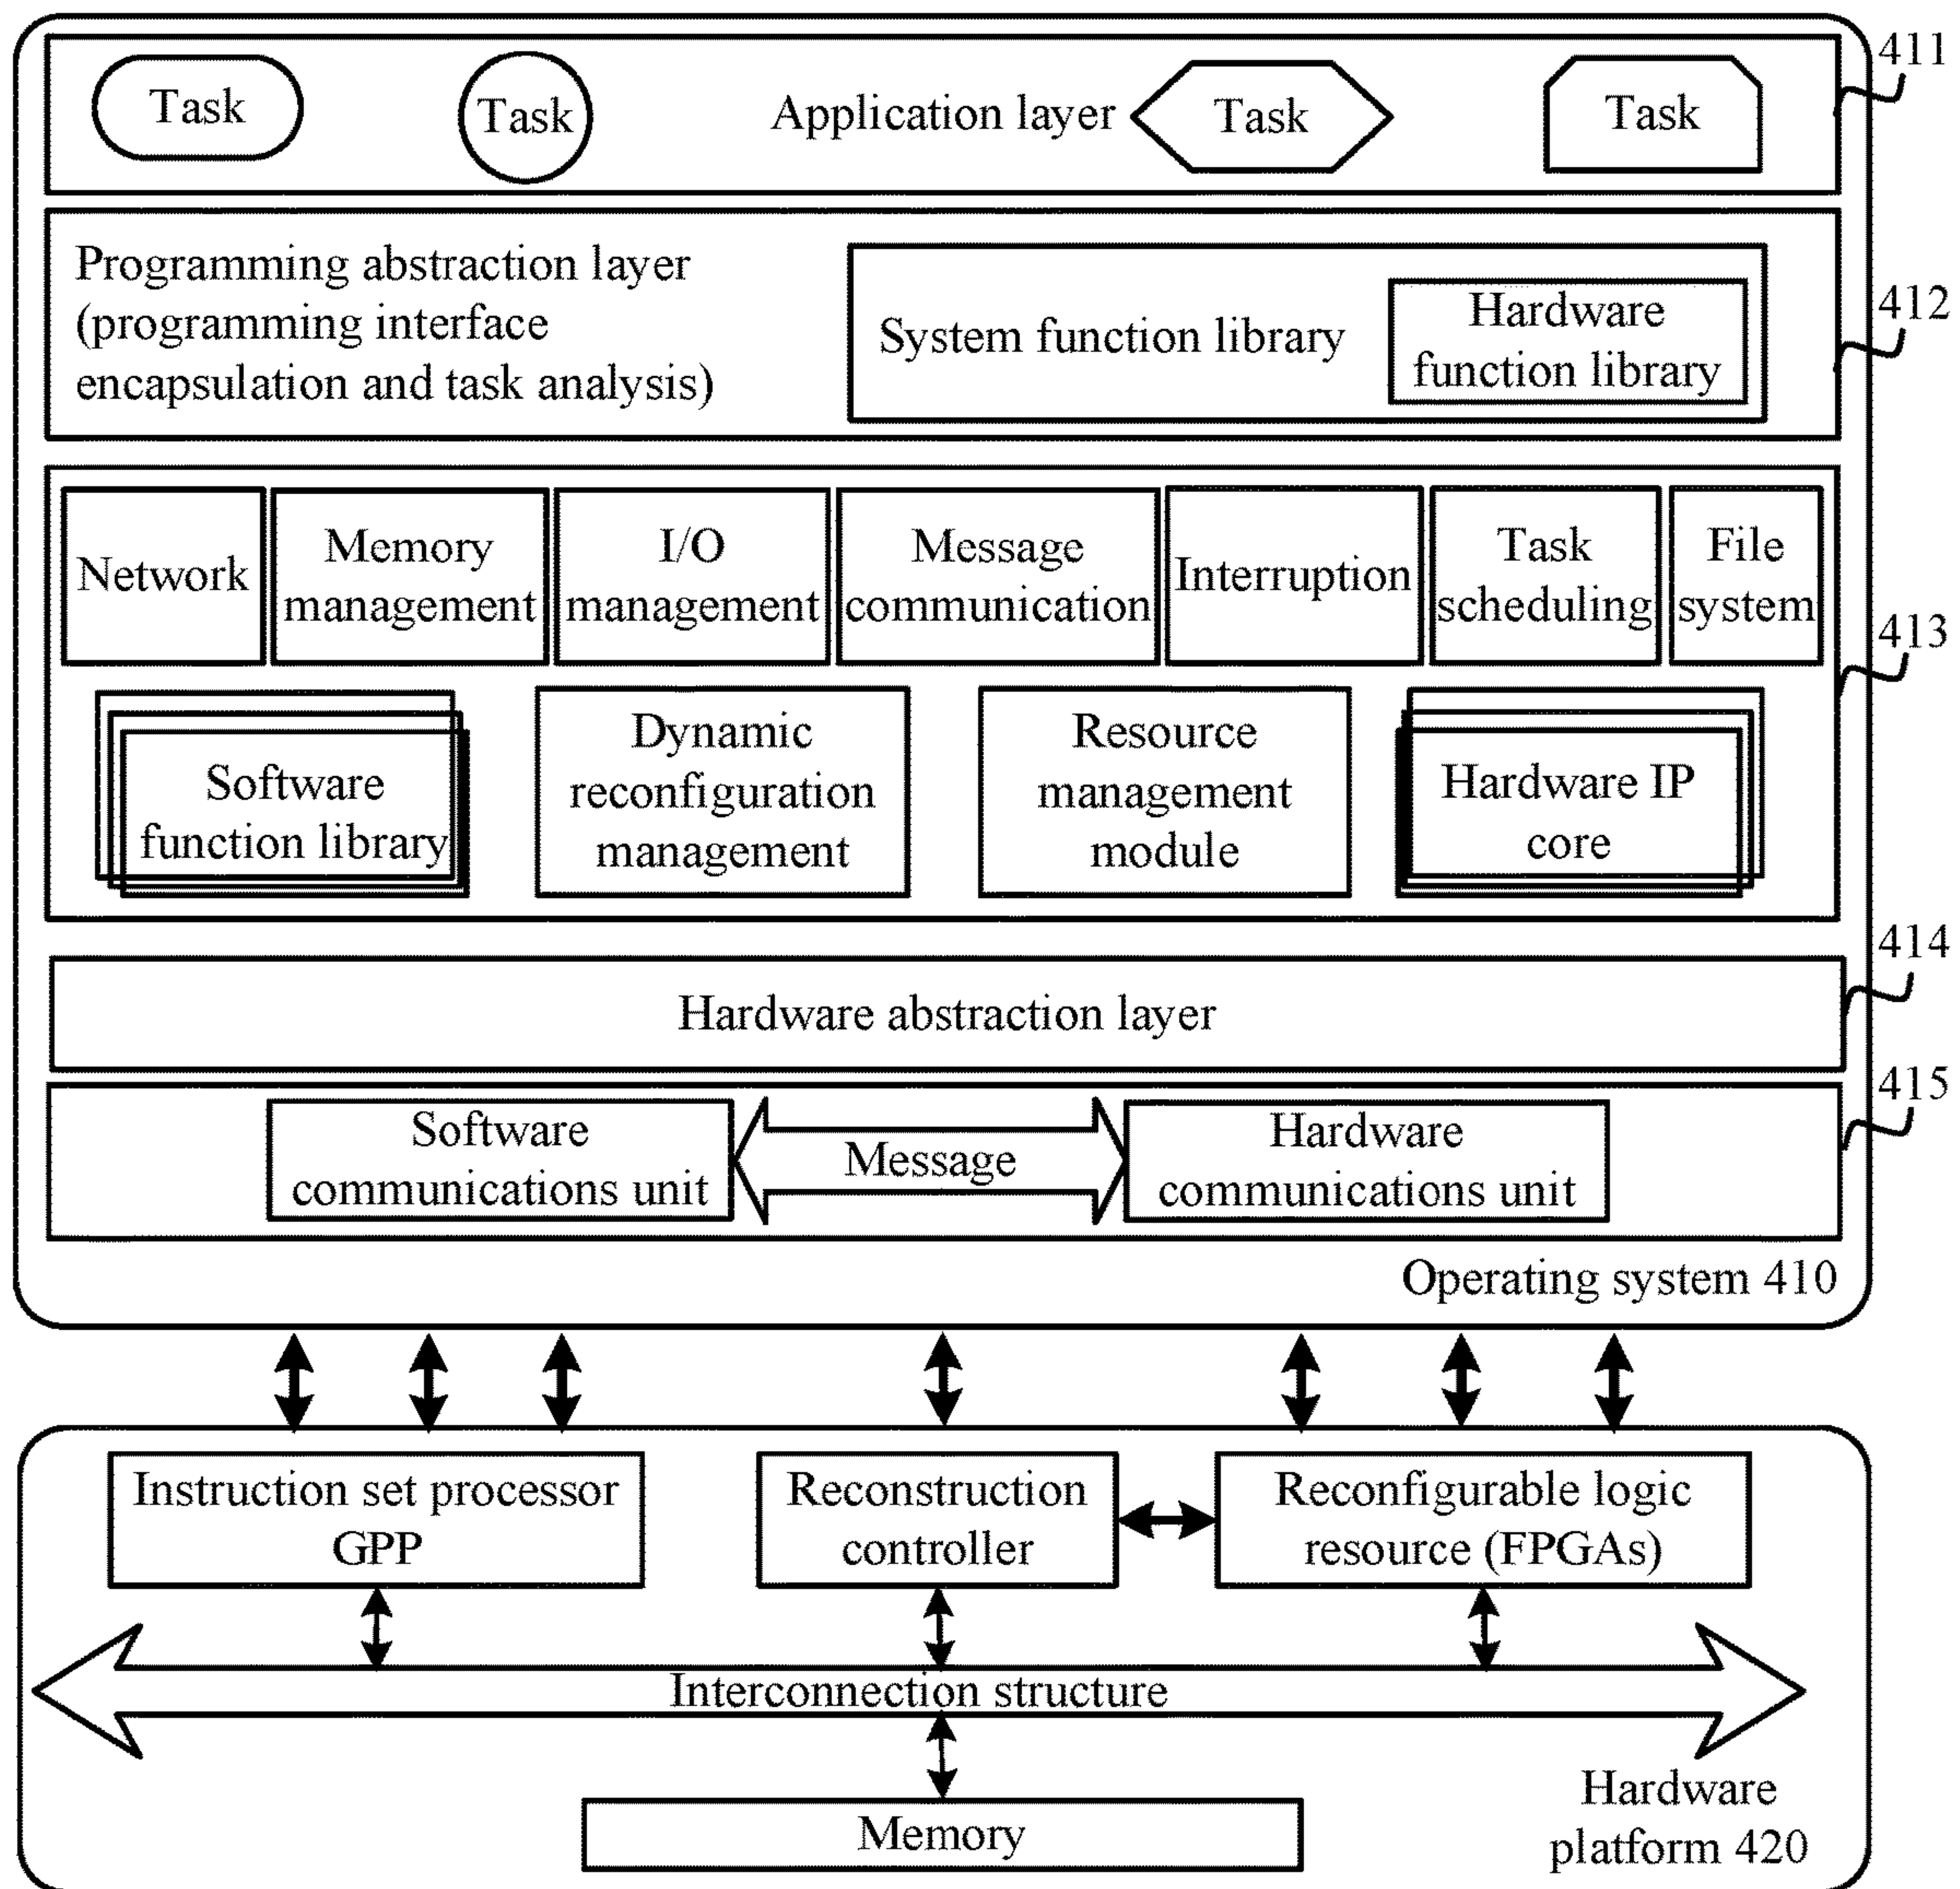 411
Task
Task
Application layer
Task
Task
Programming abstraction layer
(programming interface
encapsulation and task analysis)
System function library
Hardware
function library
412
Network
Memory
management
I/O
management
Message
communication
Interruption
Task
scheduling
File
system
413
Software
function library
Dynamic
reconfiguration
management
Resource
management
module
Hardware IP
core
414
Hardware abstraction layer
415
Software
communications unit
Message
Hardware
communications unit
Operating system 410
Instruction set processor
GPP
Reconstruction
controller
Reconfigurable logic
resource (FPGAs)
Interconnection structure
Memory
Hardware
platform 420